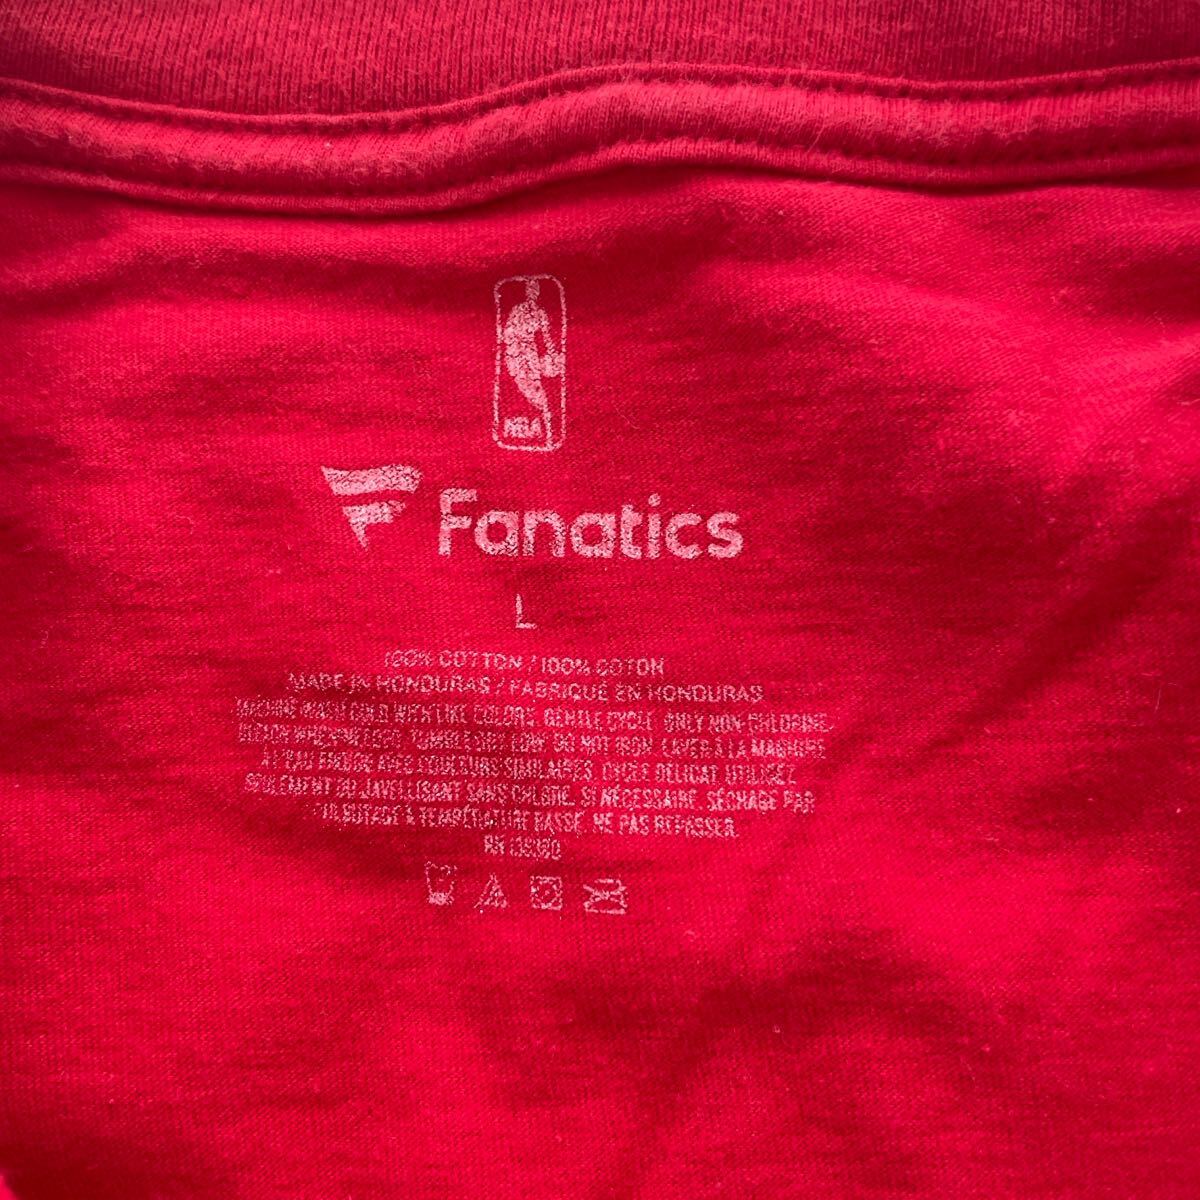 NBA
Fanatics
L
100% COTTON / 100% COTON
MADE IN HONDURAS / FABRIQUÉ EN HONDURAS
MACHINE WASH COLD WITH LIKE COLORS. GENTLE CYCLE. ONLY NON-CHLORINE
BLEACH WHEN NEEDED. TUMBLE DRY LOW. DO NOT IRON. LAVER À LA MACHINE
À L'EAU FROIDE AVEC COULEURS SIMILAIRES. CYCLE DÉLICAT. UTILISEZ
SEULEMENT DU JAVELLISANT SANS CHLORE, SI NÉCESSAIRE. SÉCHAGE PAR
CULBUTAGE À TEMPÉRATURE BASSE. NE PAS REPASSER.
RN 138360